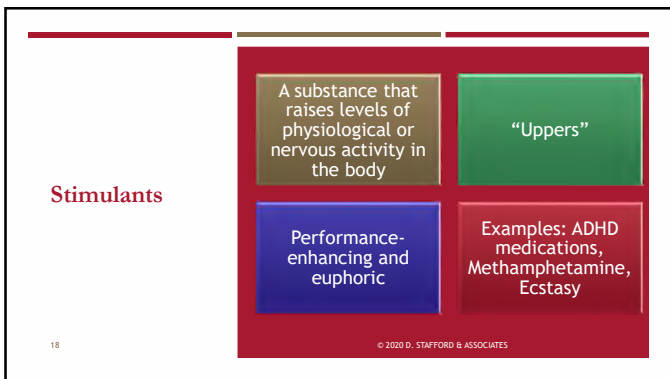 Stimulants
A substance that
raises levels of
physiological or
nervous activity in
the body
“Uppers”
Performance-
enhancing and
euphoric
Examples: ADHD
medications,
Methamphetamine,
Ecstasy
18
© 2020 D. STAFFORD & ASSOCIATES